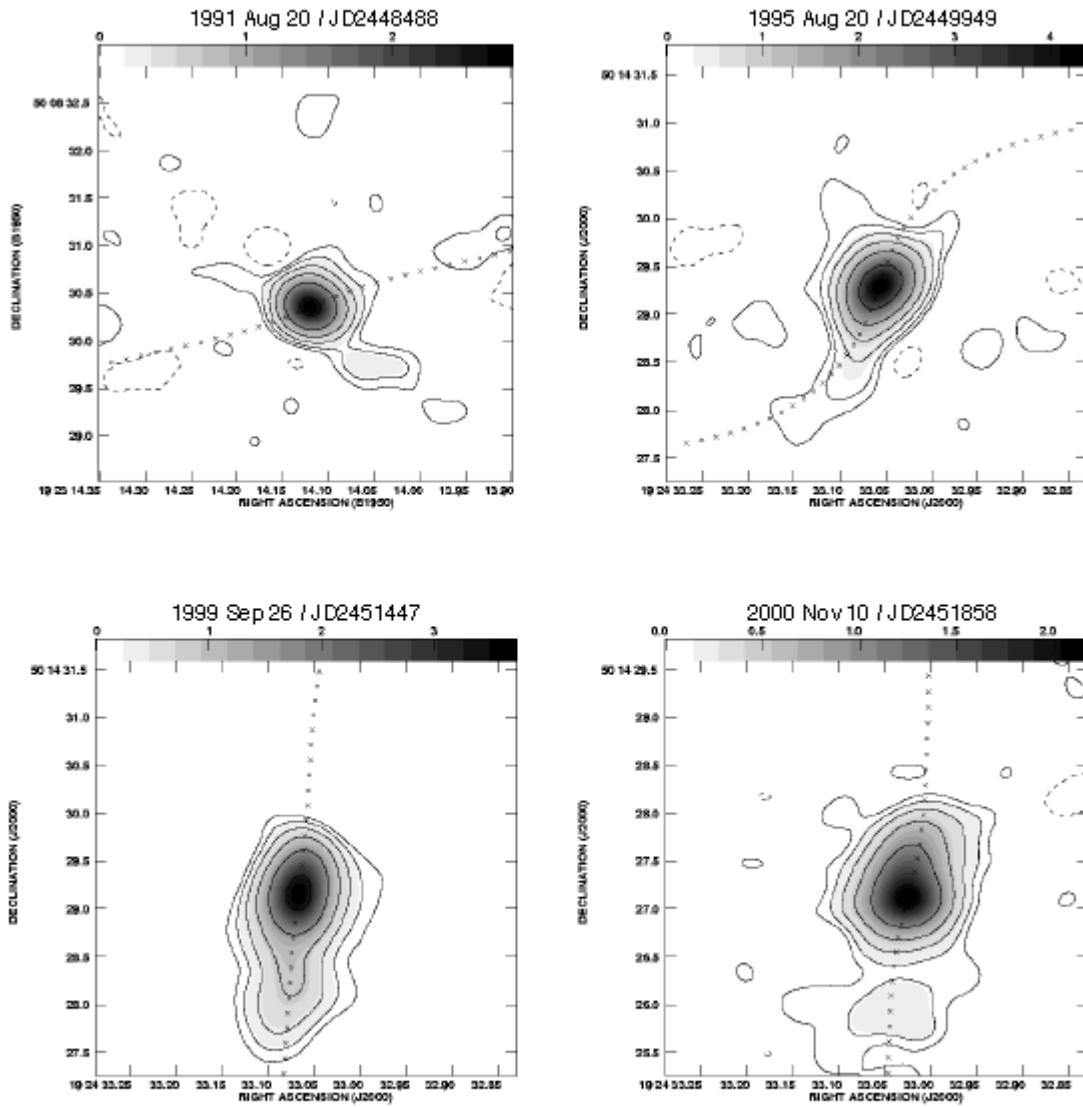 1991 Aug 20 / JD2448488
0 1 2
50 08 32.5
32.0
31.5
31.0
30.5
30.0
29.5
29.0
DECLINATION (B1950)
19 23 14.35 14.30 14.25 14.20 14.15 14.10 14.05 14.00 13.95 13.90
RIGHT ASCENSION (B1950)
1995 Aug 20 / JD2449949
0 1 2 3 4
50 14 31.5
31.0
30.5
30.0
29.5
29.0
28.5
28.0
27.5
DECLINATION (J2000)
19 24 33.25 33.20 33.15 33.10 33.05 33.00 32.95 32.90 32.85
RIGHT ASCENSION (J2000)
1999 Sep 26 / JD2451447
0 1 2 3
50 14 31.5
31.0
30.5
30.0
29.5
29.0
28.5
28.0
27.5
DECLINATION (J2000)
19 24 33.25 33.20 33.15 33.10 33.05 33.00 32.95 32.90 32.85
RIGHT ASCENSION (J2000)
2000 Nov 10 / JD2451858
0.0 0.5 1.0 1.5 2.0
50 14 29.5
29.0
28.5
28.0
27.5
27.0
26.5
26.0
25.5
DECLINATION (J2000)
19 24 33.25 33.20 33.15 33.10 33.05 33.00 32.95 32.90 32.85
RIGHT ASCENSION (J2000)